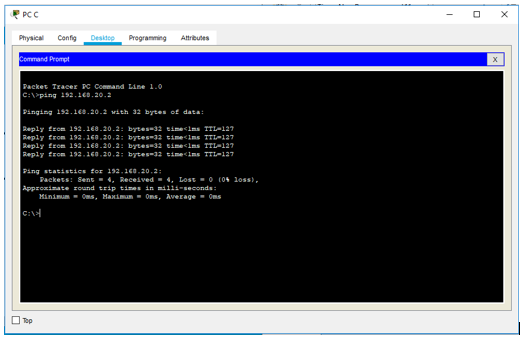 PC C
Physical Config Desktop Programming Attributes
Command Prompt
X
Packet Tracer PC Command Line 1.0
C:\>ping 192.168.20.2
Pinging 192.168.20.2 with 32 bytes of data:
Reply from 192.168.20.2: bytes=32 time<1ms TTL=127
Reply from 192.168.20.2: bytes=32 time<1ms TTL=127
Reply from 192.168.20.2: bytes=32 time<1ms TTL=127
Reply from 192.168.20.2: bytes=32 time<1ms TTL=127
Ping statistics for 192.168.20.2:
Packets: Sent = 4, Received = 4, Lost = 0 (0% loss),
Approximate round trip times in milli-seconds:
Minimum = 0ms, Maximum = 0ms, Average = 0ms
C:\>
Top